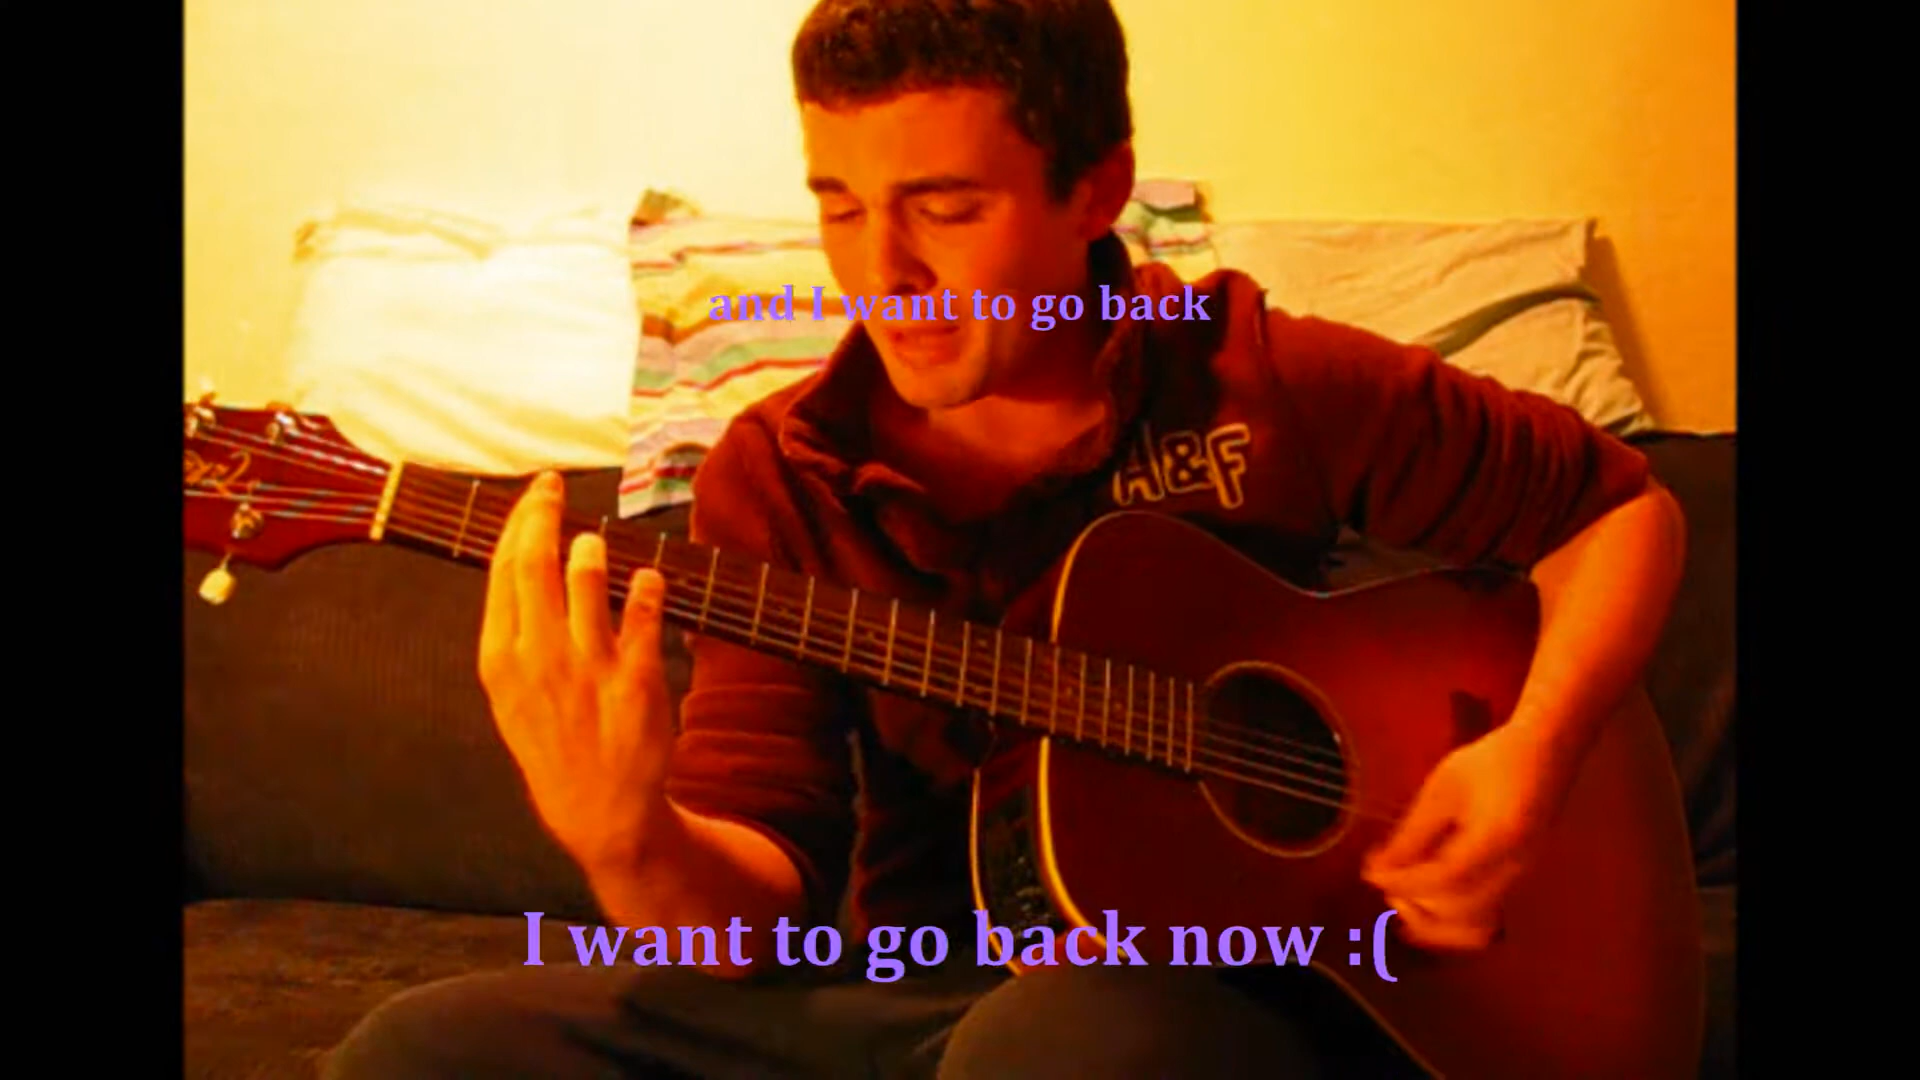 and I want to go back
A&F
I want to go back now :(